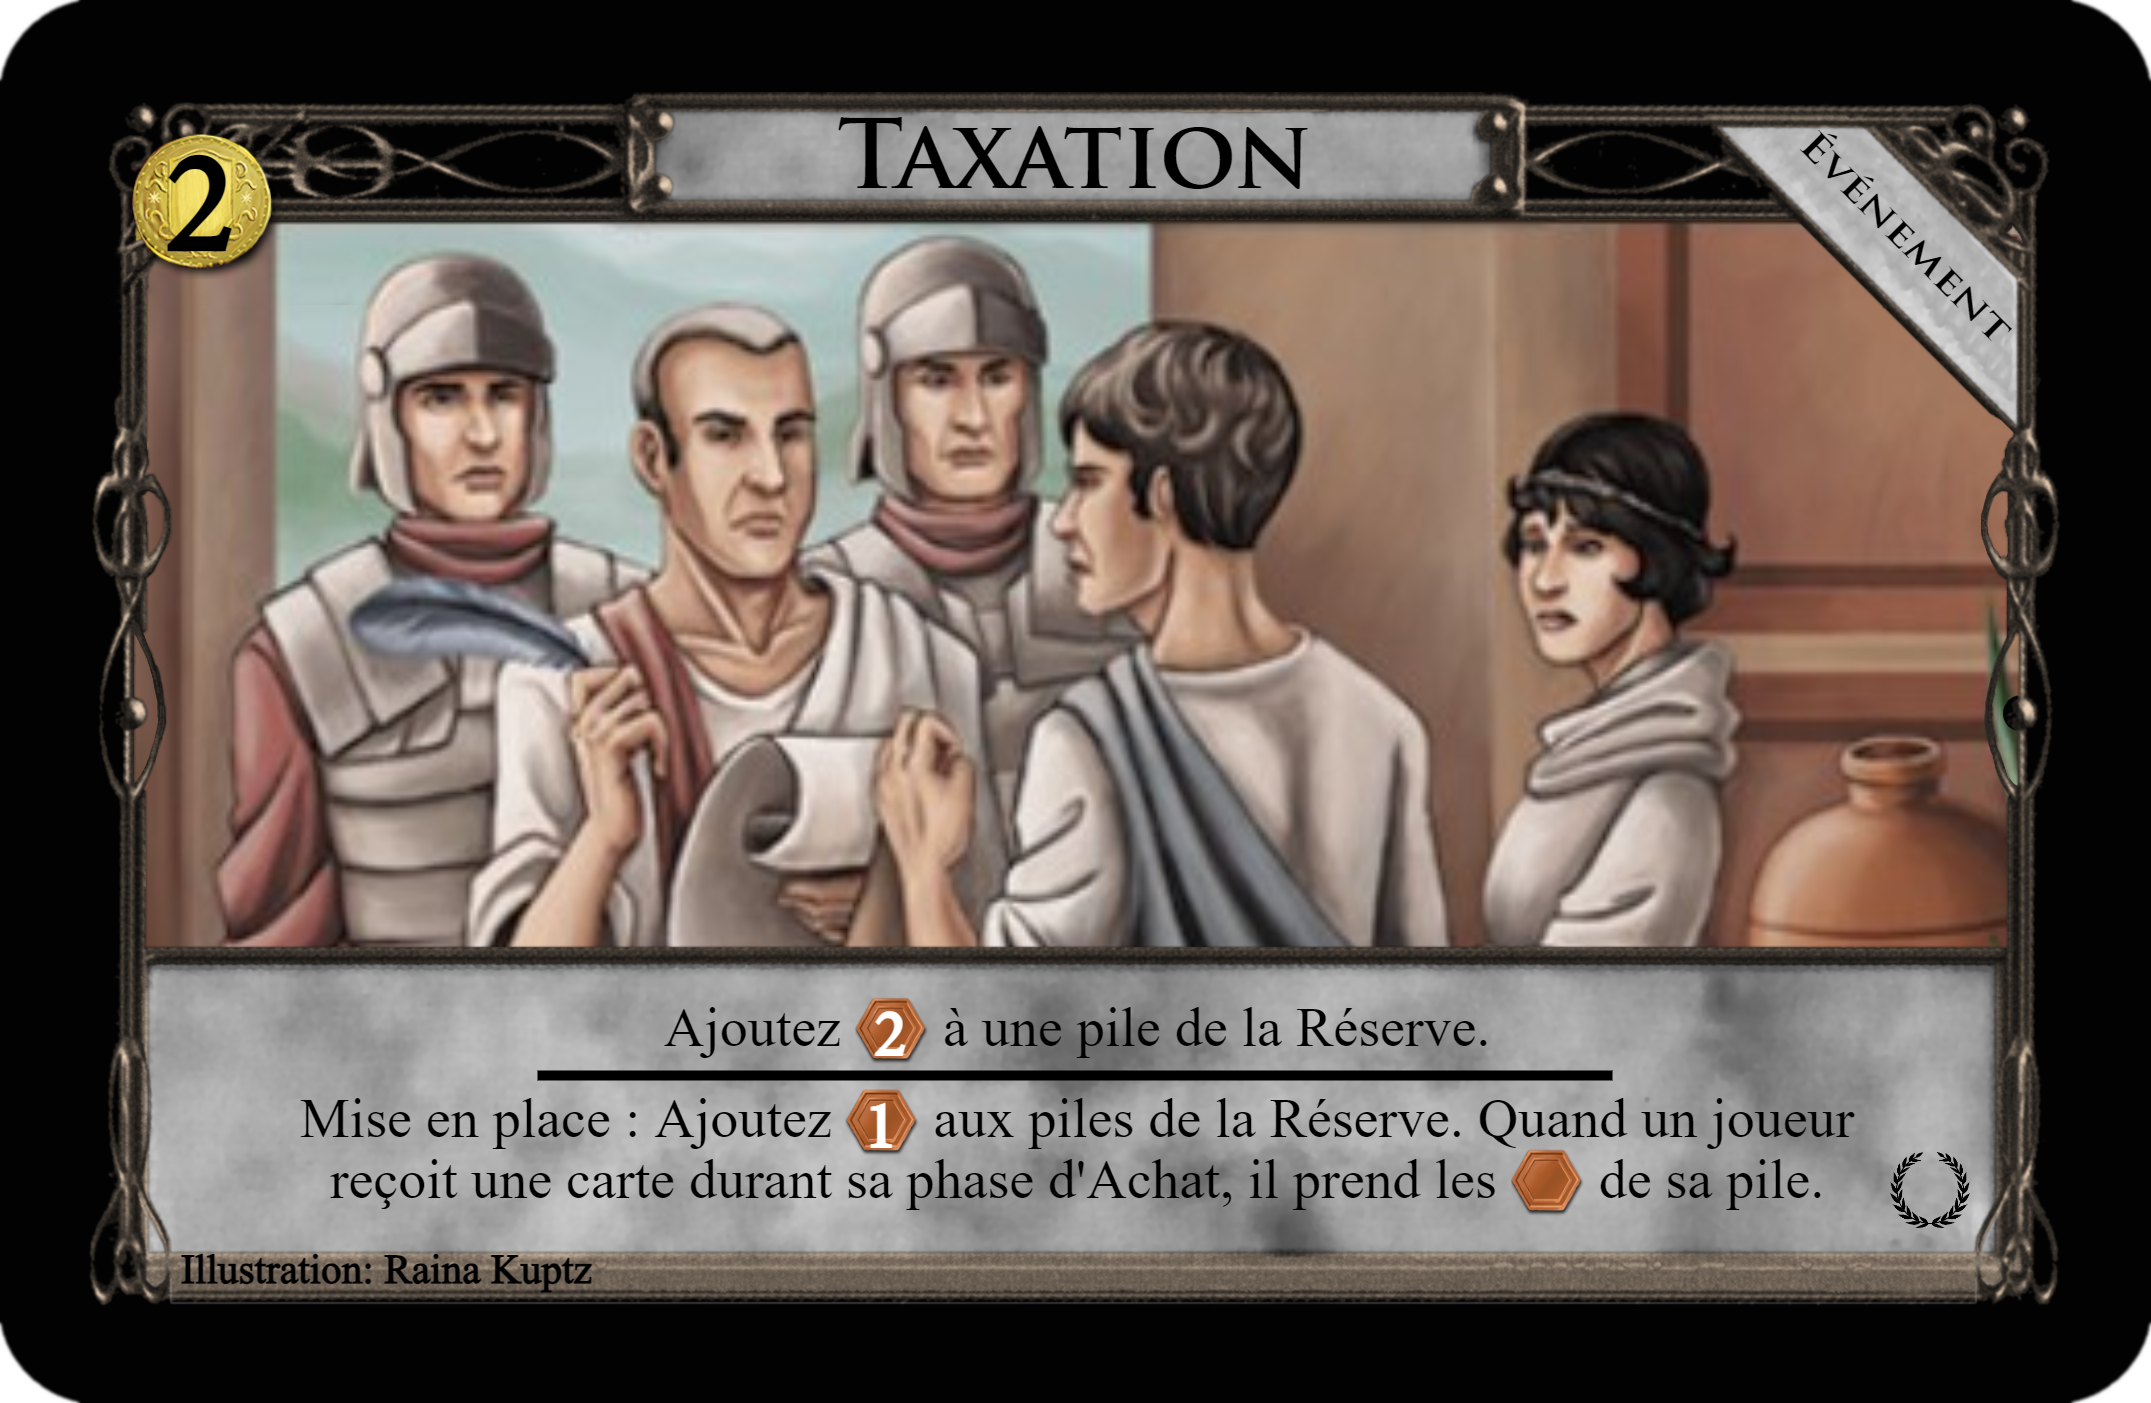 TAXATION
2
ÉVÉNEMENT
Ajoutez 2 à une pile de la Réserve.
Mise en place : Ajoutez 1 aux piles de la Réserve. Quand un joueur
reçoit une carte durant sa phase d'Achat, il prend les de sa pile.
Illustration: Raina Kuptz